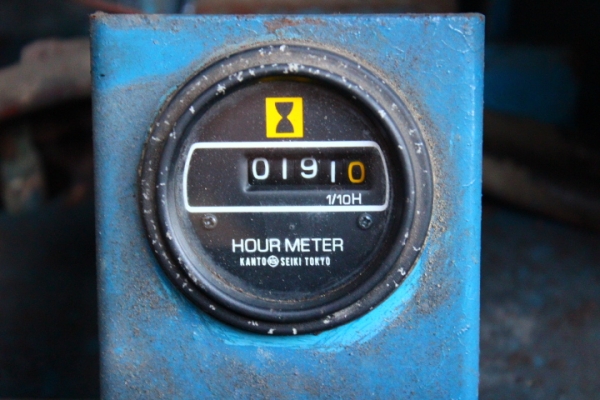 01910
1/10H
HOUR METER
KANTO SEIKI TOKYO